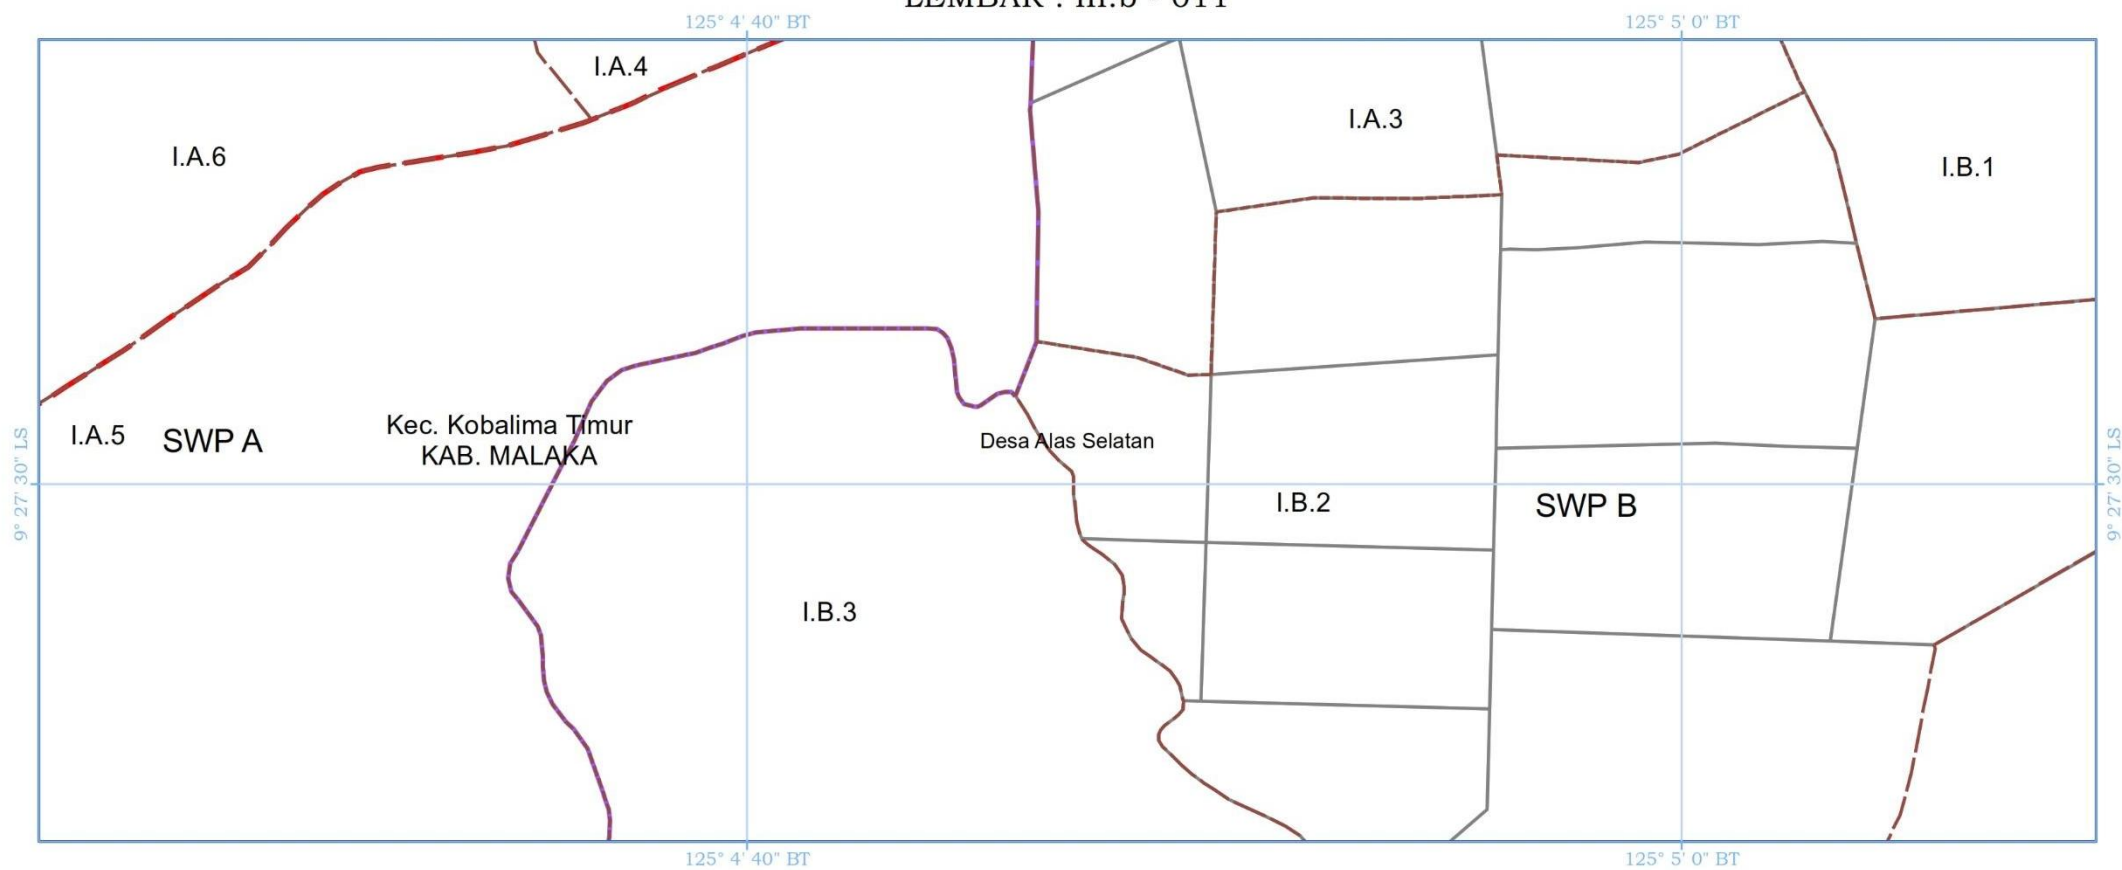 125° 4' 40" BT
125° 5' 0" BT
I.A.4
I.A.3
I.A.6
I.B.1
Kec. Kobalima Timur
KAB. MALAKA
I.A.5
SWP A
Desa Alas Selatan
9° 27' 30" LS
9° 27' 30" LS
I.B.2
SWP B
I.B.3
125° 4' 40" BT
125° 5' 0" BT